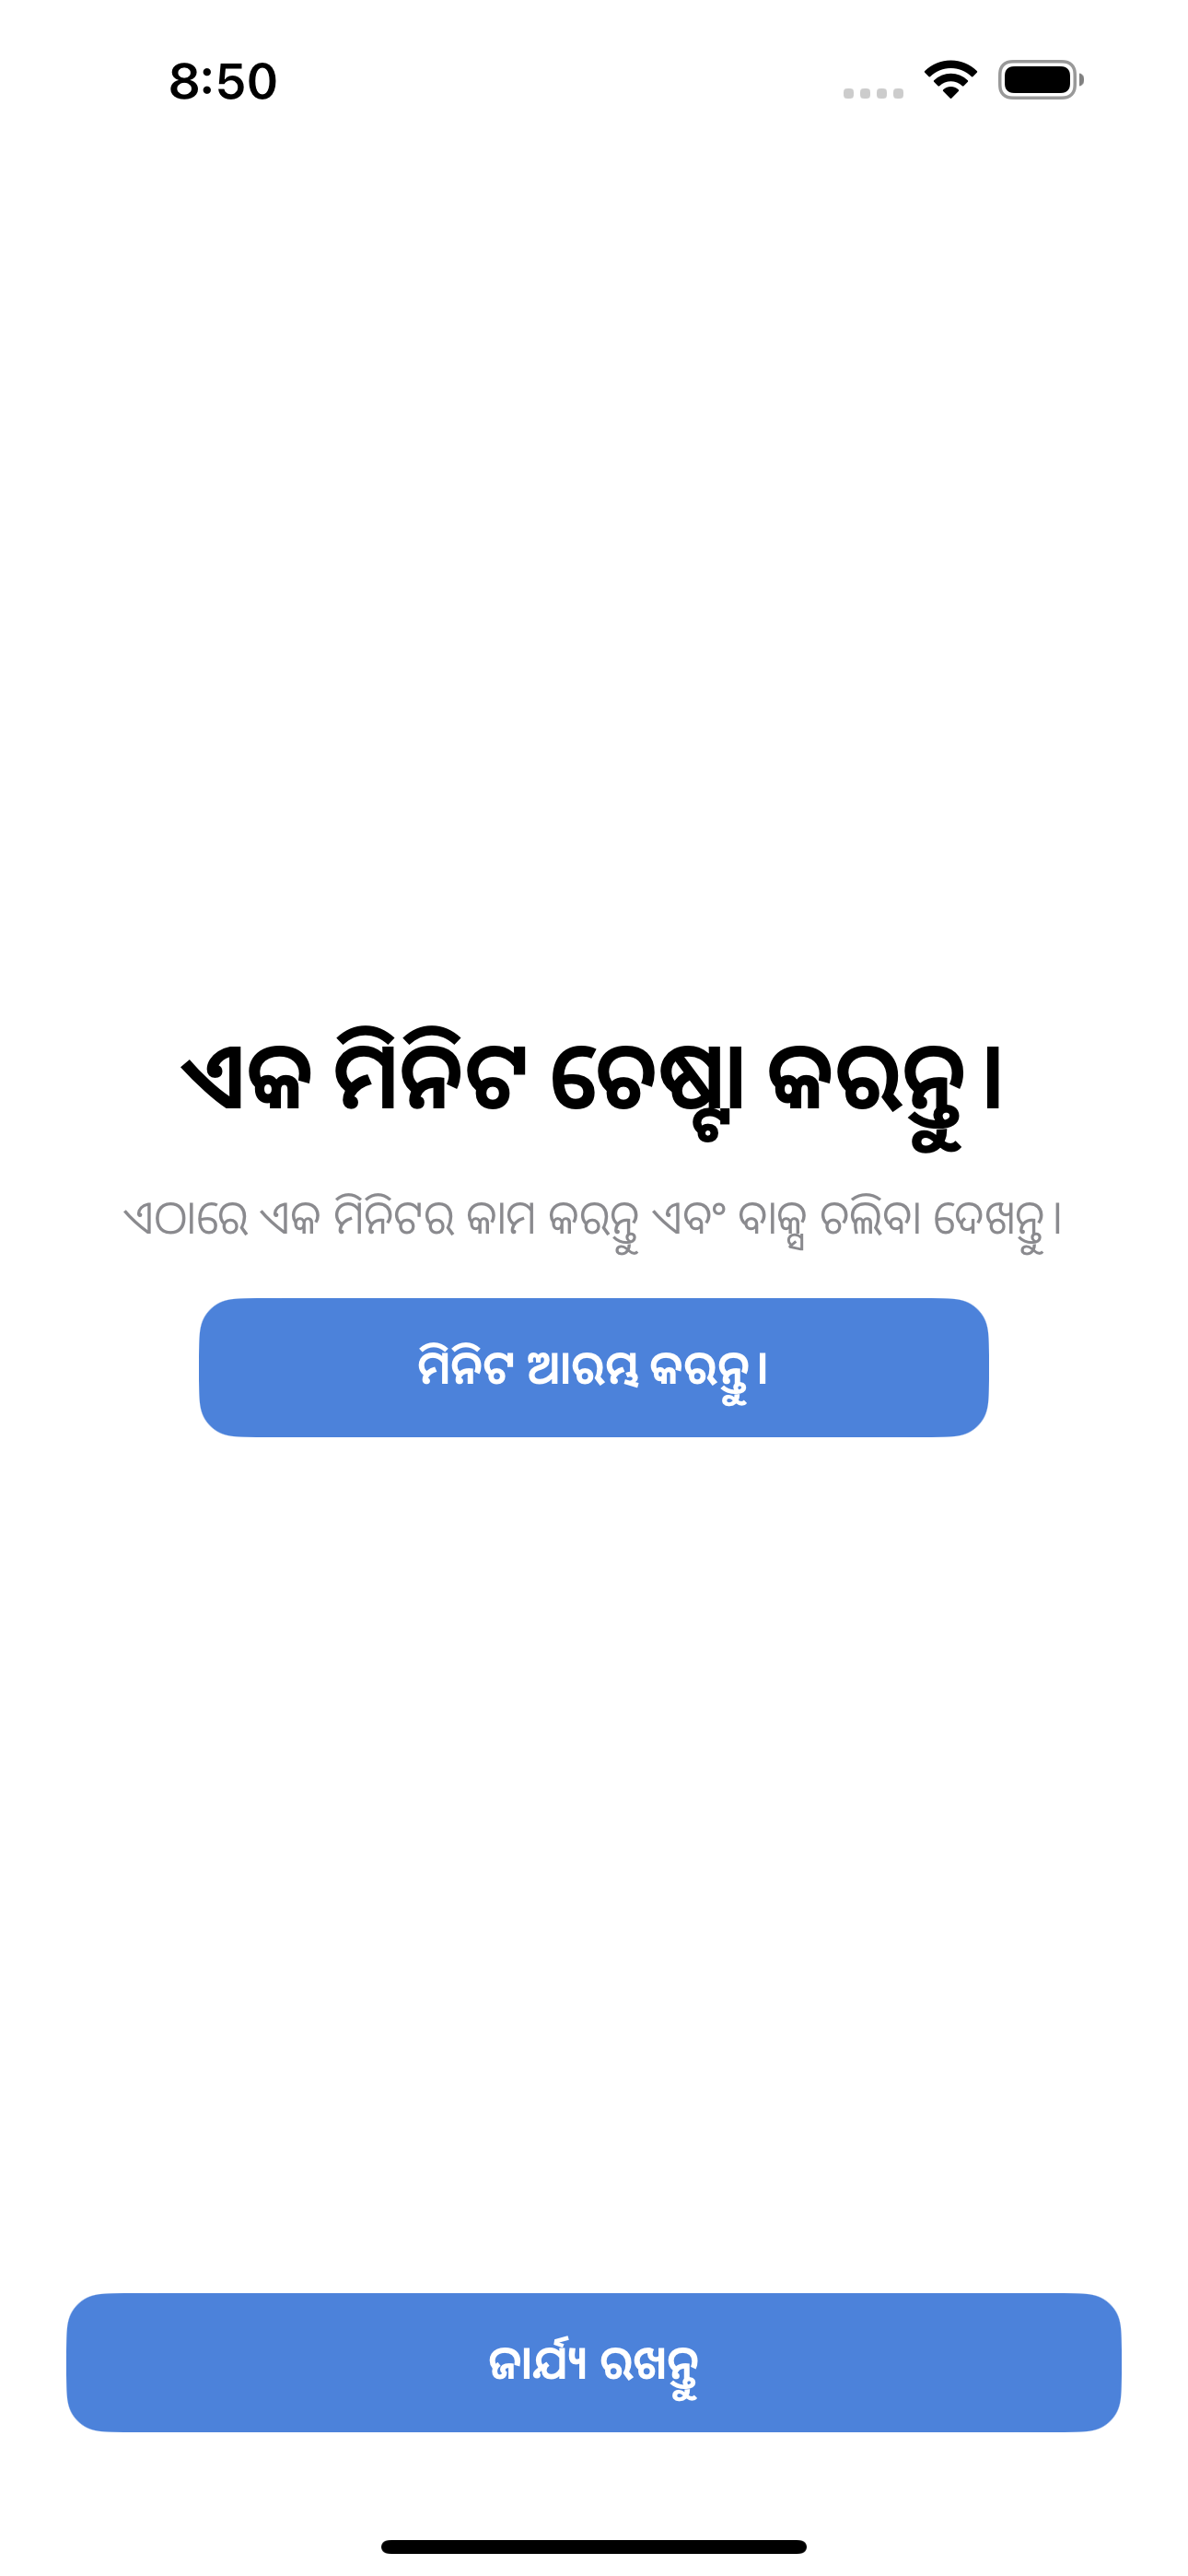 8:50
ଏକ ମିନିଟ ଚେଷ୍ଟା କରନ୍ତୁ ।
ଏଠାରେ ଏକ ମିନିଟର କାମ କରନ୍ତୁ ଏବଂ ବାକ୍ସ ଚଲିବା ଦେଖନ୍ତୁ ।
ମିନିଟ ଆରମ୍ଭ କରନ୍ତୁ ।
ଜାର୍ଯ୍ୟ ରଖନ୍ତୁ